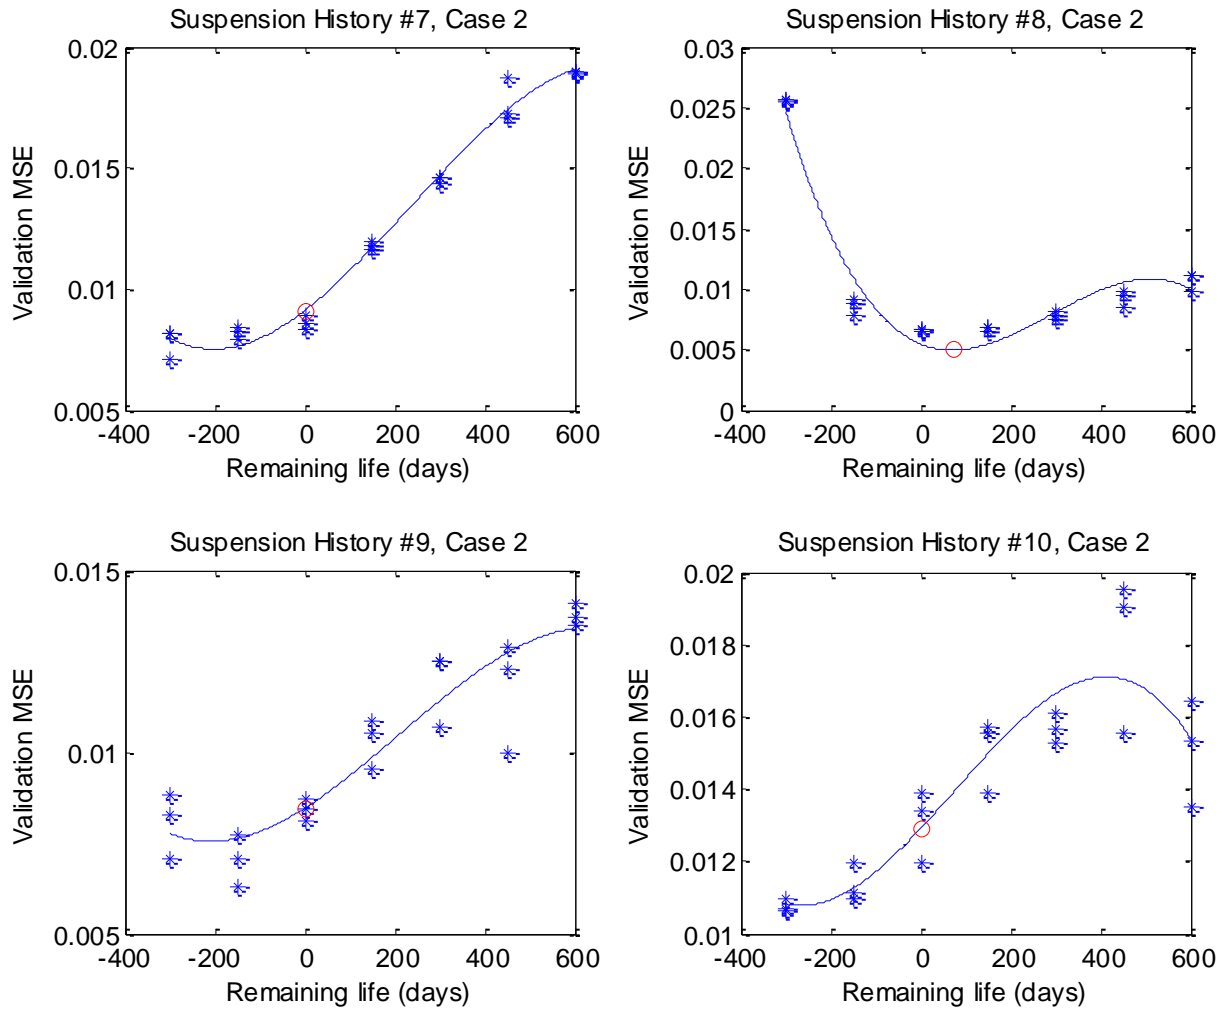 Suspension History #7, Case 2
0.02
0.015
0.01
0.005
Validation MSE
-400 -200 0 200 400 600
Remaining life (days)
Suspension History #8, Case 2
0.03
0.025
0.02
0.015
0.01
0.005
0
Validation MSE
-400 -200 0 200 400 600
Remaining life (days)
Suspension History #9, Case 2
0.015
0.01
0.005
Validation MSE
-400 -200 0 200 400 600
Remaining life (days)
Suspension History #10, Case 2
0.02
0.018
0.016
0.014
0.012
0.01
Validation MSE
-400 -200 0 200 400 600
Remaining life (days)